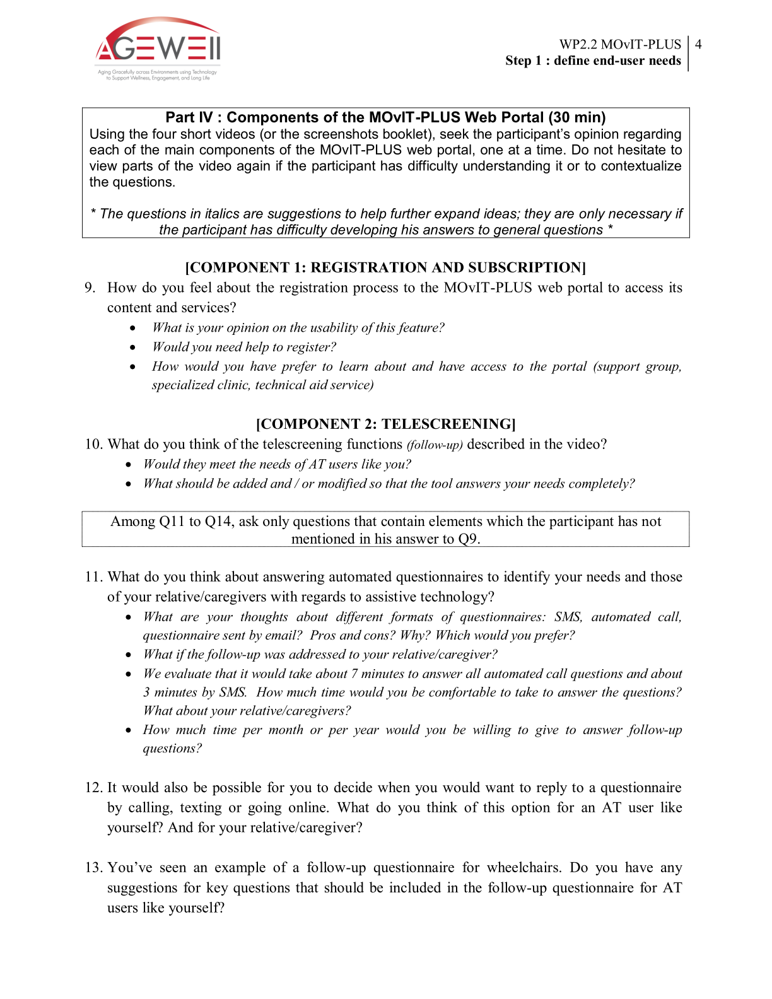 AGEWELL
Aging Gracefully across Environments using Technology
to Support Wellness, Engagement, and Long Life
WP2.2 MOvIT-PLUS 4
Step 1 : define end-user needs
Part IV : Components of the MOvIT-PLUS Web Portal (30 min)
Using the four short videos (or the screenshots booklet), seek the participant’s opinion regarding
each of the main components of the MOvIT-PLUS web portal, one at a time. Do not hesitate to
view parts of the video again if the participant has difficulty understanding it or to contextualize
the questions.
* The questions in italics are suggestions to help further expand ideas; they are only necessary if
the participant has difficulty developing his answers to general questions *
[COMPONENT 1: REGISTRATION AND SUBSCRIPTION]
9. How do you feel about the registration process to the MOvIT-PLUS web portal to access its
content and services?
• What is your opinion on the usability of this feature?
• Would you need help to register?
• How would you have prefer to learn about and have access to the portal (support group,
specialized clinic, technical aid service)
[COMPONENT 2: TELESCREENING]
10. What do you think of the telescreening functions (follow-up) described in the video?
• Would they meet the needs of AT users like you?
• What should be added and / or modified so that the tool answers your needs completely?
Among Q11 to Q14, ask only questions that contain elements which the participant has not
mentioned in his answer to Q9.
11. What do you think about answering automated questionnaires to identify your needs and those
of your relative/caregivers with regards to assistive technology?
• What are your thoughts about different formats of questionnaires: SMS, automated call,
questionnaire sent by email? Pros and cons? Why? Which would you prefer?
• What if the follow-up was addressed to your relative/caregiver?
• We evaluate that it would take about 7 minutes to answer all automated call questions and about
3 minutes by SMS. How much time would you be comfortable to take to answer the questions?
What about your relative/caregivers?
• How much time per month or per year would you be willing to give to answer follow-up
questions?
12. It would also be possible for you to decide when you would want to reply to a questionnaire
by calling, texting or going online. What do you think of this option for an AT user like
yourself? And for your relative/caregiver?
13. You’ve seen an example of a follow-up questionnaire for wheelchairs. Do you have any
suggestions for key questions that should be included in the follow-up questionnaire for AT
users like yourself?